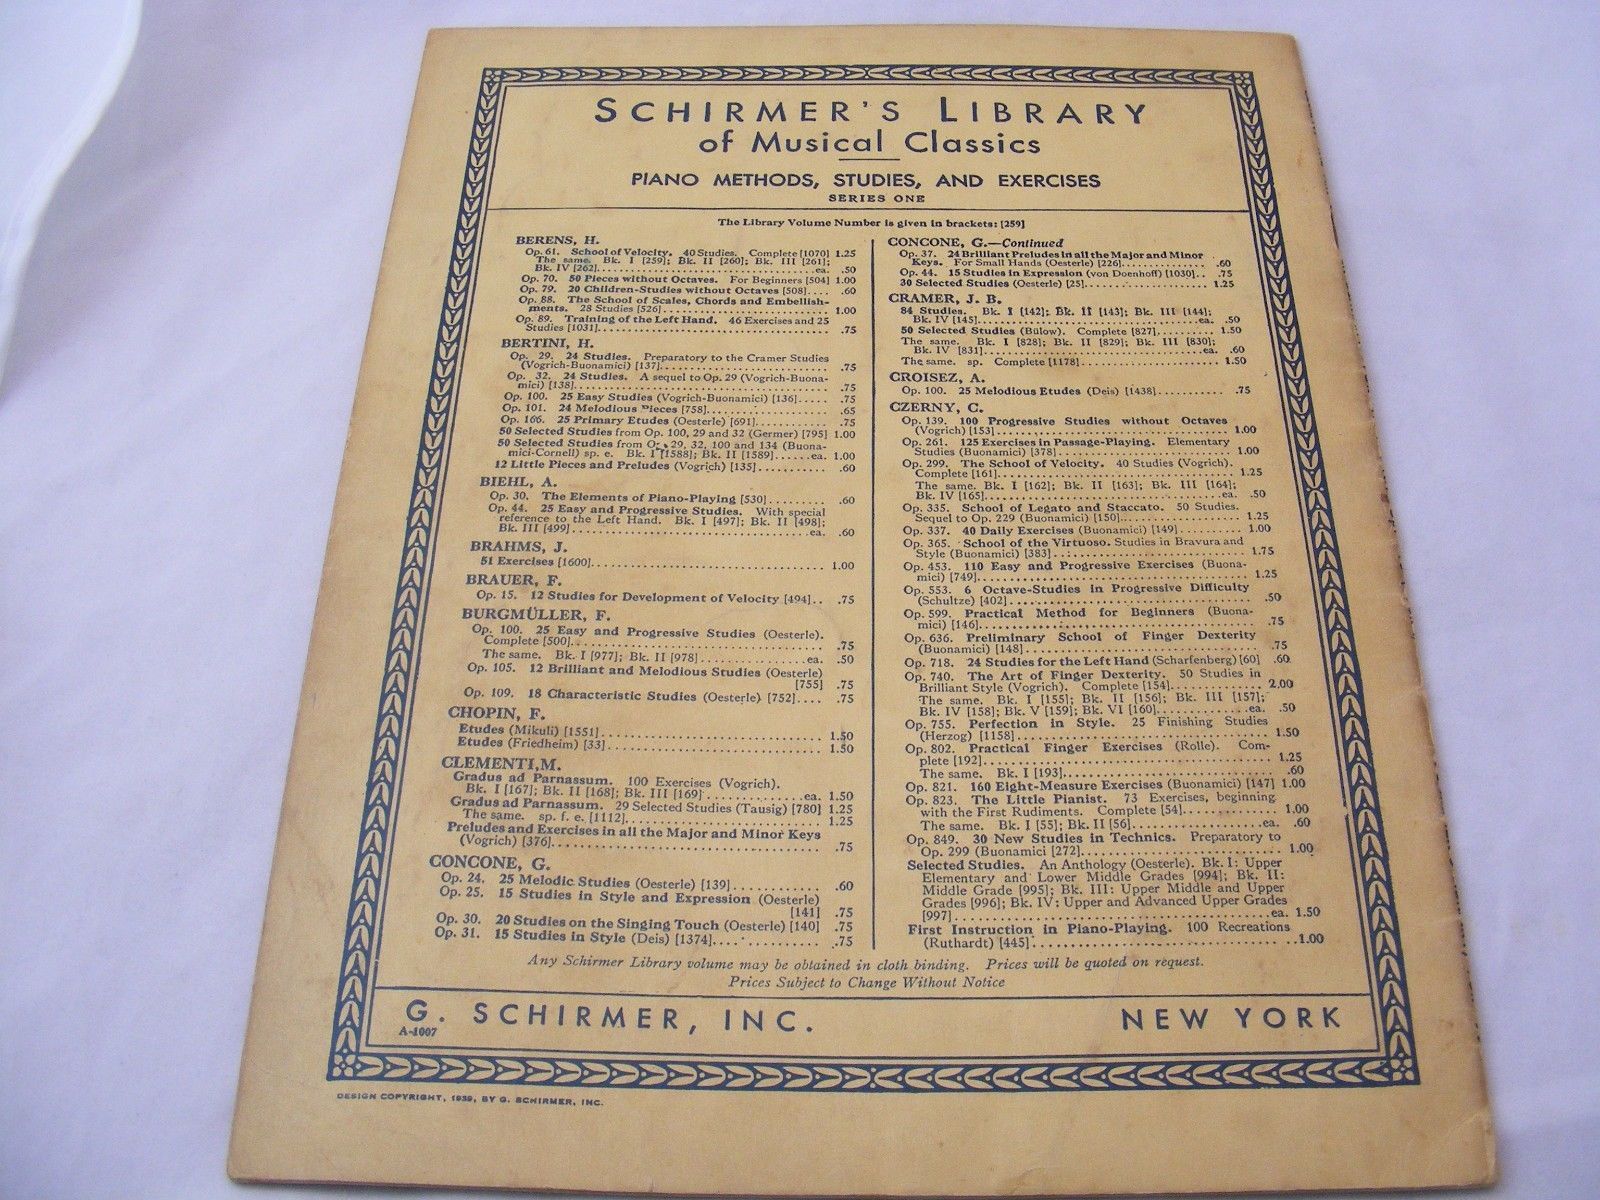 SCHIRMER'S LIBRARY
of Musical Classics
PIANO METHODS, STUDIES, AND EXERCISES
SERIES ONE
The Library Volume Number is given in brackets: [259]
BERENS, H.
Op. 61. School of Velocity. 40 Studies. Complete [1070] 1.25
The same. Bk. I [259]; Bk. II [260]; Bk. III [261];
Bk. IV [262]..........ea. .50
Op. 70. 50 Pieces without Octaves. For Beginners [504] 1.00
Op. 79. 20 Children-Studies without Octaves [508].... .60
Op. 88. The School of Scales, Chords and Embellish-
ments. 28 Studies [526].......... 1.00
Op. 89. Training of the Left Hand. 46 Exercises and 25
Studies [1031].......... .75
BERTINI, H.
Op. 29. 24 Studies. Preparatory to the Cramer Studies
(Vogrich-Buonamici) [137].......... .75
Op. 32. 24 Studies. A sequel to Op. 29 (Vogrich-Buona-
mici) [138].......... .75
Op. 100. 25 Easy Studies (Vogrich-Buonamici) [136]..... .75
Op. 101. 24 Melodious Pieces [758].......... .65
Op. 166. 25 Primary Etudes (Oesterle) [691].......... .75
50 Selected Studies from Op. 100, 29 and 32 (Germer) [795] 1.00
50 Selected Studies from Op. 29, 32, 100 and 134 (Buona-
mici-Cornell) sp. e. Bk. I [1588]; Bk. II [1589]......ea. 1.00
12 Little Pieces and Preludes (Vogrich) [135].......... .60
BIEHL, A.
Op. 30. The Elements of Piano-Playing [530]......... .60
Op. 44. 25 Easy and Progressive Studies. With special
reference to the Left Hand. Bk. I [497]; Bk. II [498];
Bk. III [499]..........ea. .60
BRAHMS, J.
51 Exercises [1600].......... 1.00
BRAUER, F.
Op. 15. 12 Studies for Development of Velocity [494].. .75
BURGMÜLLER, F.
Op. 100. 25 Easy and Progressive Studies (Oesterle).
Complete [500].......... .75
The same. Bk. I [977]; Bk. II [978]..........ea. .50
Op. 105. 12 Brilliant and Melodious Studies (Oesterle)
[755] .75
Op. 109. 18 Characteristic Studies (Oesterle) [752].... .75
CHOPIN, F.
Etudes (Mikuli) [1551].......... 1.50
Etudes (Friedheim) [33].......... 1.50
CLEMENTI, M.
Gradus ad Parnassum. 100 Exercises (Vogrich).
Bk. I [167]; Bk. II [168]; Bk. III [169]..........ea. 1.50
Gradus ad Parnassum. 29 Selected Studies (Tausig) [780] 1.25
The same. sp. f. e. [1112].......... 1.25
Preludes and Exercises in all the Major and Minor Keys
(Vogrich) [376].......... .75
CONCONE, G.
Op. 24. 25 Melodic Studies (Oesterle) [139].......... .60
Op. 25. 15 Studies in Style and Expression (Oesterle)
[141] .75
Op. 30. 20 Studies on the Singing Touch (Oesterle) [140] .75
Op. 31. 15 Studies in Style (Deis) [1374].......... .75
CONCONE, G.—Continued
Op. 37. 24 Brilliant Preludes in all the Major and Minor
Keys. For Small Hands (Oesterle) [226].......... .60
Op. 44. 15 Studies in Expression (von Doenhoff) [1030].. .75
30 Selected Studies (Oesterle) [25].......... 1.25
CRAMER, J. B.
84 Studies. Bk. I [142]; Bk. II [143]; Bk. III [144];
Bk. IV [145]..........ea. .50
50 Selected Studies (Bülow). Complete [827].......... 1.50
The same. Bk. I [828]; Bk. II [829]; Bk. III [830];
Bk. IV [831]..........ea. .60
The same. sp. Complete [1178].......... 1.50
CROISEZ, A.
Op. 100. 25 Melodious Etudes (Deis) [1438].......... .75
CZERNY, C.
Op. 139. 100 Progressive Studies without Octaves
(Vogrich) [153].......... 1.00
Op. 261. 125 Exercises in Passage-Playing. Elementary
Studies (Buonamici) [378].......... 1.00
Op. 299. The School of Velocity. 40 Studies (Vogrich).
Complete [161].......... 1.25
The same. Bk. I [162]; Bk. II [163]; Bk. III [164];
Bk. IV [165]..........ea. .50
Op. 335. School of Legato and Staccato. 50 Studies.
Sequel to Op. 229 (Buonamici) [150].......... 1.25
Op. 337. 40 Daily Exercises (Buonamici) [149].......... 1.00
Op. 365. School of the Virtuoso. Studies in Bravura and
Style (Buonamici) [383].......... 1.75
Op. 453. 110 Easy and Progressive Exercises (Buona-
mici) [749].......... 1.25
Op. 553. 6 Octave-Studies in Progressive Difficulty
(Schultze) [402].......... .50
Op. 599. Practical Method for Beginners (Buona-
mici) [146].......... .75
Op. 636. Preliminary School of Finger Dexterity
(Buonamici) [148].......... .75
Op. 718. 24 Studies for the Left Hand (Scharfenberg) [60] .60
Op. 740. The Art of Finger Dexterity. 50 Studies in
Brilliant Style (Vogrich). Complete [154].......... 2.00
The same. Bk. I [155]; Bk. II [156]; Bk. III [157];
Bk. IV [158]; Bk. V [159]; Bk. VI [160]..........ea. .50
Op. 755. Perfection in Style. 25 Finishing Studies
(Herzog) [1158].......... 1.50
Op. 802. Practical Finger Exercises (Rolle). Com-
plete [192].......... 1.25
The same. Bk. I [193].......... .60
Op. 821. 160 Eight-Measure Exercises (Buonamici) [147] 1.00
Op. 823. The Little Pianist. 73 Exercises, beginning
with the First Rudiments. Complete [54].......... 1.00
The same. Bk. I [55]; Bk. II [56]..........ea. .60
Op. 849. 30 New Studies in Technics. Preparatory to
Op. 299 (Buonamici) [272].......... 1.00
Selected Studies. An Anthology (Oesterle). Bk. I: Upper
Elementary and Lower Middle Grades [994]; Bk. II:
Middle Grade [995]; Bk. III: Upper Middle and Upper
Grades [996]; Bk. IV: Upper and Advanced Upper Grades
[997]..........ea. 1.50
First Instruction in Piano-Playing. 100 Recreations
(Ruthardt) [445].......... 1.00
Any Schirmer Library volume may be obtained in cloth binding. Prices will be quoted on request.
Prices Subject to Change Without Notice
G. SCHIRMER, INC. NEW YORK
A-1007
DESIGN COPYRIGHT, 1939, BY G. SCHIRMER, INC.